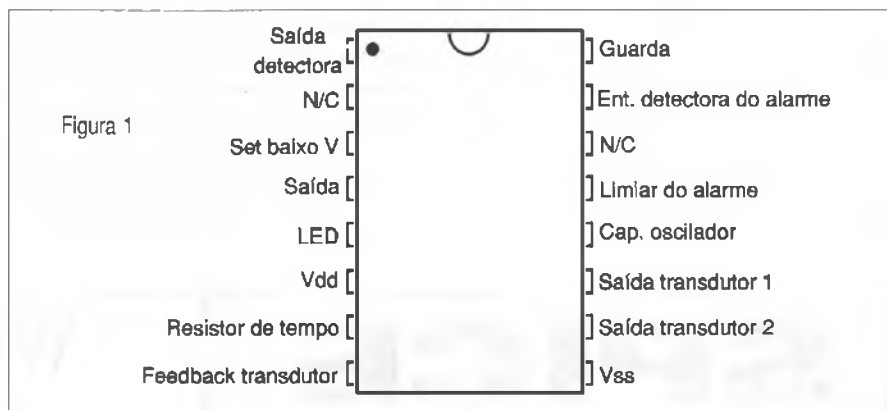 Figura 1
Saída
detectora
N/C
Set baixo V
Saída
LED
Vdd
Resistor de tempo
Feedback transdutor
Guarda
Ent. detectora do alarme
N/C
Limiar do alarme
Cap. oscilador
Saída transdutor 1
Saída transdutor 2
Vss